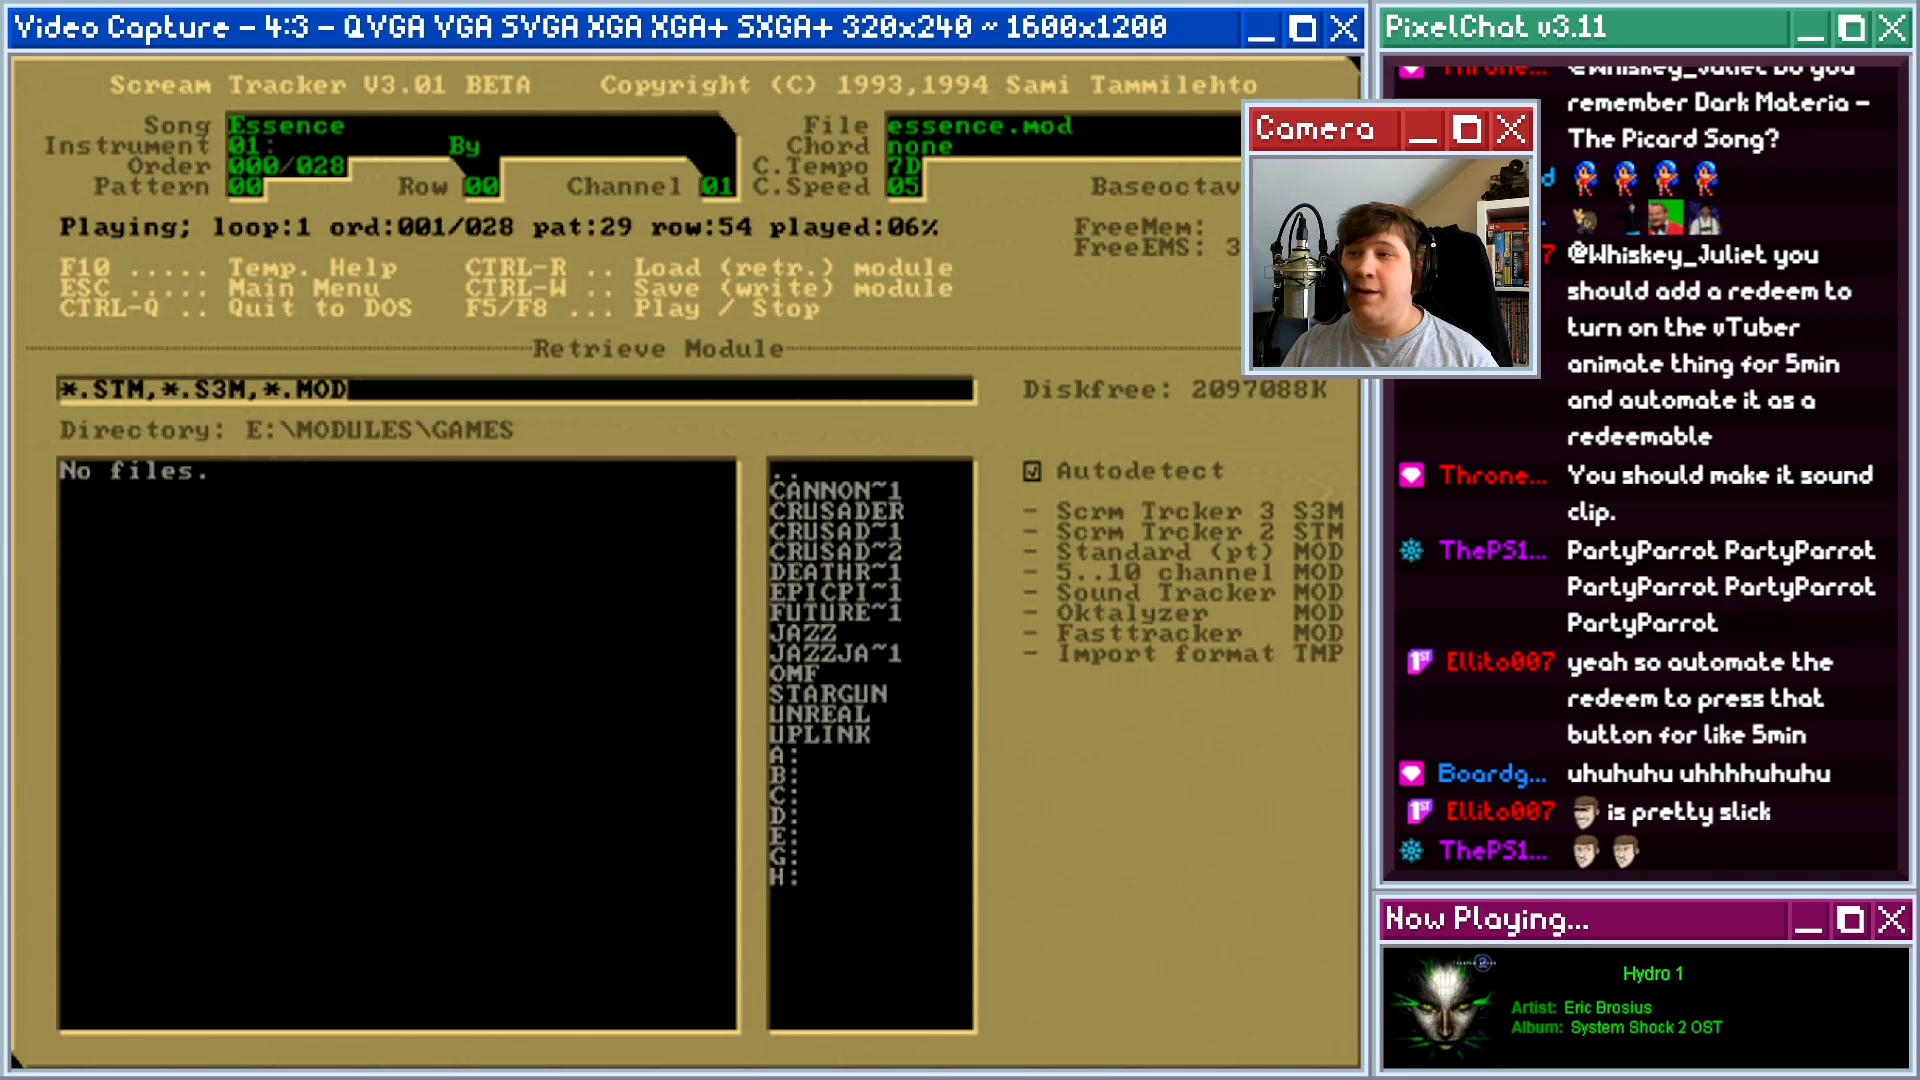 Video Capture - 4:3 - QVGA VGA SVGA XGA XGA+ SXGA+ 320x240 ~ 1600x1200
Scream Tracker V3.01 BETA Copyright (C) 1993,1994 Sami Tammilehto
Song Essence File essence.mod
Instrument 01: By Chord none
Order 000/028 C.Tempo 7D
Pattern 00 Row 00 Channel 01 C.Speed 05 Baseoctav
Playing; loop:1 ord:001/028 pat:29 row:54 played:06% FreeMem:
FreeEMS: 3
F10 ..... Temp. Help CTRL-R .. Load (retr.) module
ESC ..... Main Menu CTRL-W .. Save (write) module
CTRL-Q .. Quit to DOS F5/F8 ... Play / Stop
Retrieve Module
*.STM,*.S3M,*.MOD Diskfree: 2097088K
Directory: E:\MODULES\GAMES
No files.
..
CANNON~1
CRUSADER
CRUSAD~1
CRUSAD~2
DEATHR~1
EPICPI~1
FUTURE~1
JAZZ
JAZZJA~1
OMF
STARGUN
UNREAL
UPLINK
A:
B:
C:
D:
E:
G:
H:
Autodetect
- Scrm Trcker 3 S3M
- Scrm Trcker 2 STM
- Standard (pt) MOD
- 5..10 channel MOD
- Sound Tracker MOD
- Oktalyzer MOD
- Fasttracker MOD
- Import format TMP
Camera
PixelChat v3.11
Throne... @Whiskey_Juliet Do you
remember Dark Materia -
The Picard Song?
d
7 @Whiskey_Juliet you
should add a redeem to
turn on the vTuber
animate thing for 5min
and automate it as a
redeemable
Throne... You should make it sound
clip.
ThePS1... PartyParrot PartyParrot
PartyParrot PartyParrot
PartyParrot
1ST Ellito007 yeah so automate the
redeem to press that
button for like 5min
Boardg... uhuhuhu uhhhhuhuhu
1ST Ellito007 is pretty slick
ThePS1...
Now Playing...
Hydro 1
Artist: Eric Brosius
Album: System Shock 2 OST